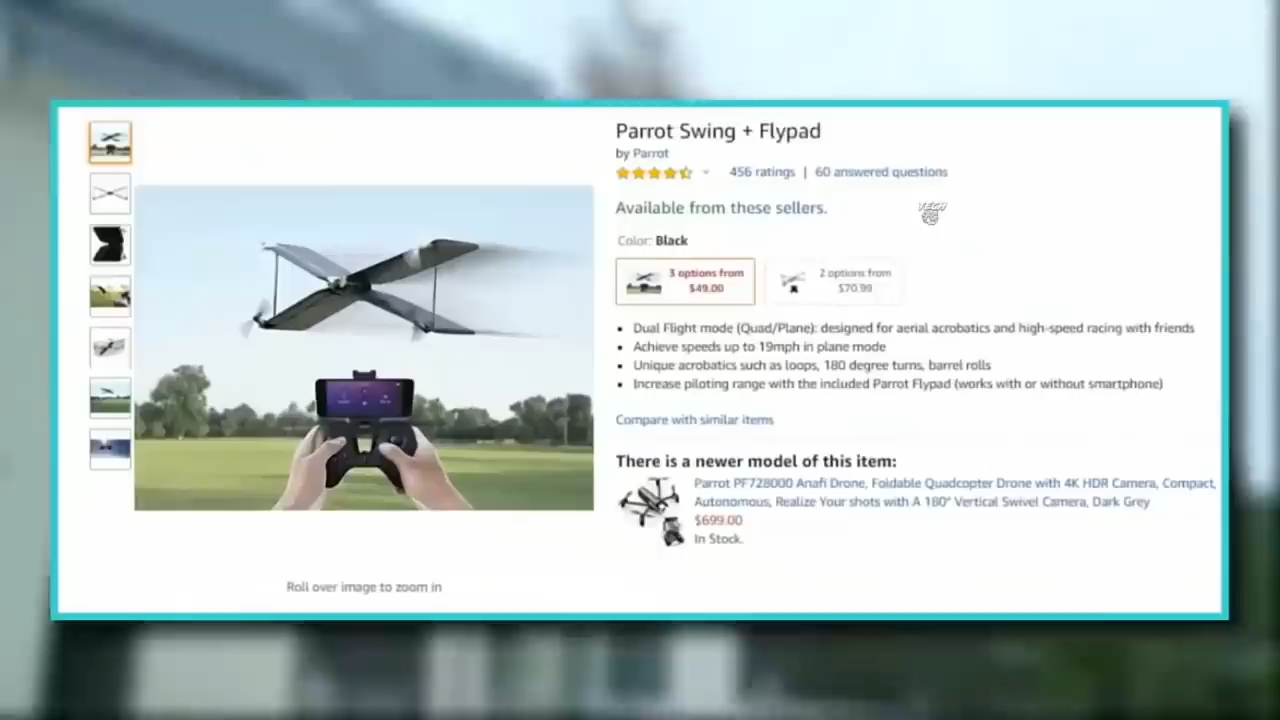 Parrot Swing + Flypad
by Parrot
456 ratings | 60 answered questions
Available from these sellers.
TECH
Color: Black
3 options from
$49.00
2 options from
$70.99
• Dual Flight mode (Quad/Plane): designed for aerial acrobatics and high-speed racing with friends
• Achieve speeds up to 19mph in plane mode
• Unique acrobatics such as loops, 180 degree turns, barrel rolls
• Increase piloting range with the included Parrot Flypad (works with or without smartphone)
Compare with similar items
There is a newer model of this item:
Parrot PF728000 Anafi Drone, Foldable Quadcopter Drone with 4K HDR Camera, Compact,
Autonomous, Realize Your shots with A 180° Vertical Swivel Camera, Dark Grey
$699.00
In Stock.
Roll over image to zoom in